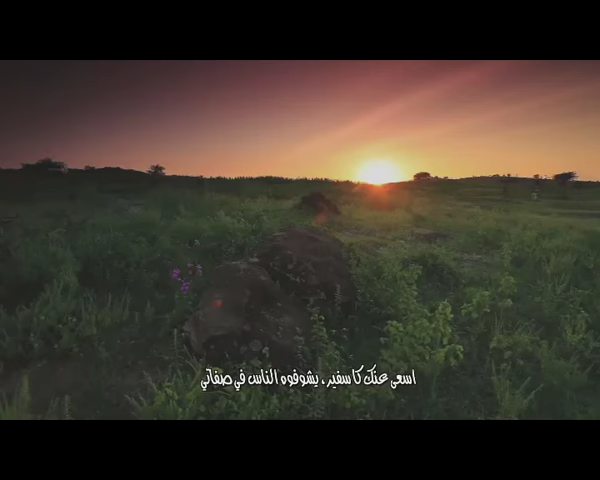 اسعى عنك كا سفير ، يشوفوه الناس في صفاتي